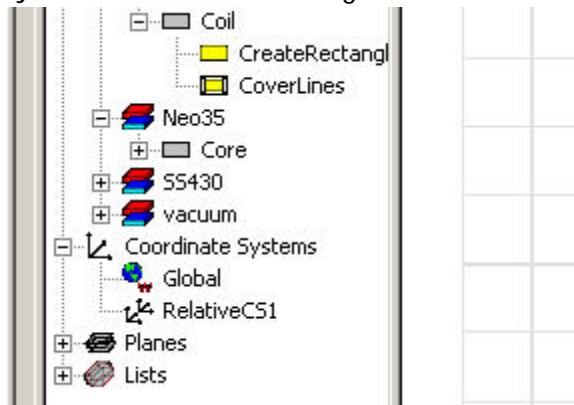 Coil
CreateRectangl
CoverLines
Neo35
Core
SS430
vacuum
Coordinate Systems
Global
RelativeCS1
Planes
Lists